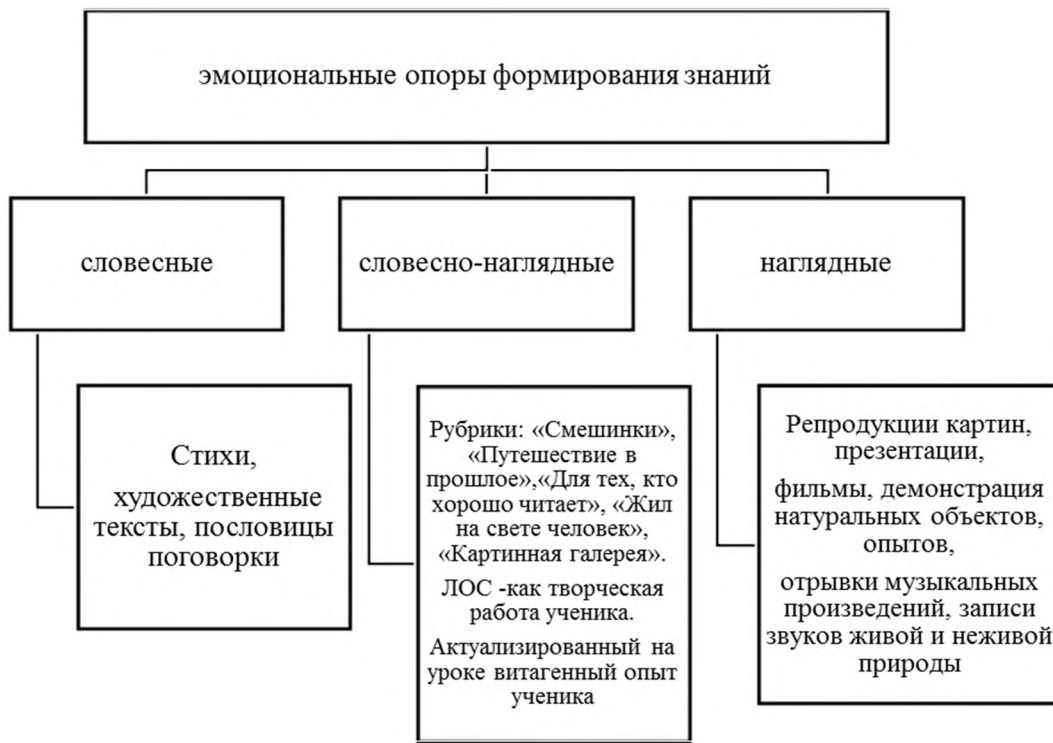 эмоциональные опоры формирования знаний
словесные
словесно-наглядные
наглядные
Стихи,
художественные
тексты, пословицы
поговорки
Рубрики: «Смешинки»,
«Путешествие в
прошлое»,«Для тех, кто
хорошо читает», «Жил
на свете человек»,
«Картинная галерея».
ЛОС -как творческая
работа ученика.
Актуализированный на
уроке витагенный опыт
ученика
Репродукции картин,
презентации,
фильмы, демонстрация
натуральных объектов,
опытов,
отрывки музыкальных
произведений, записи
звуков живой и неживой
природы